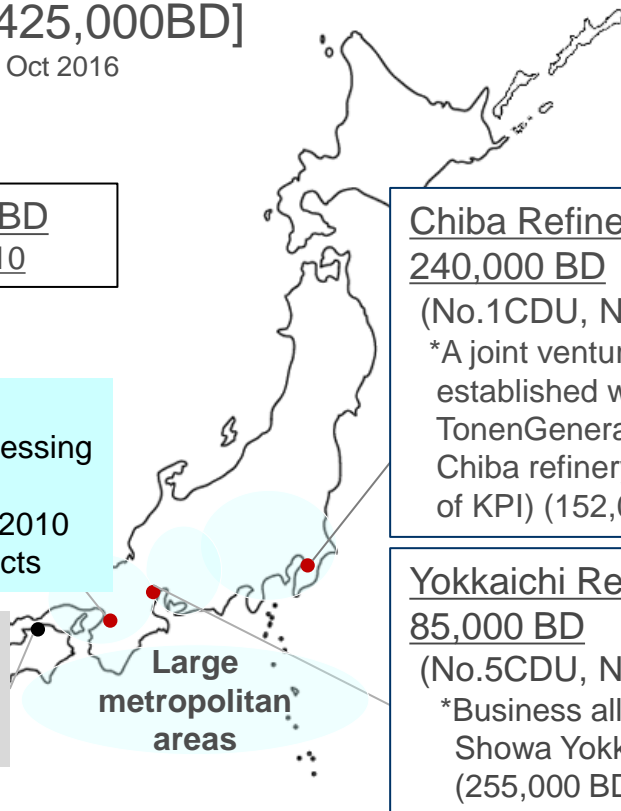 425,000BD]
Oct 2016
BD
10
essing
2010
cts
Chiba Refine
240,000 BD
(No.1CDU, N
*A joint ventu
established w
TonenGenera
Chiba refiner
of KPI) (152,0
Yokkaichi Re
85,000 BD
(No.5CDU, N
*Business all
Showa Yokk
(255,000 BD
Large
metropolitan
areas